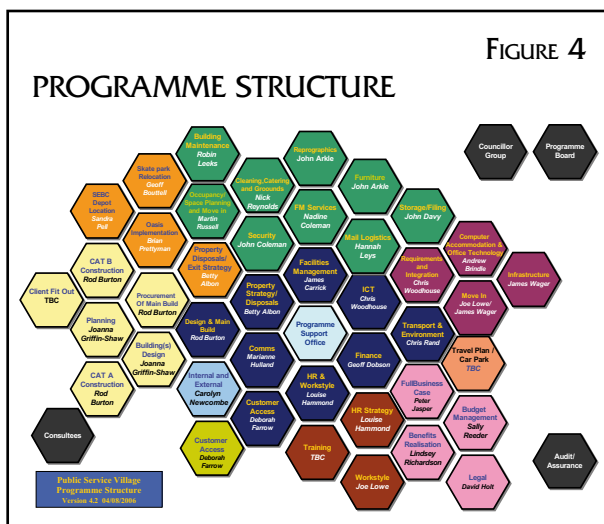 FIGURE 4
PROGRAMME STRUCTURE
Councillor
Group
Programme
Board
Building
Maintenance
Robin
Leeks
Reprographics
John Arkle
Skate park
Relocation
Geoff
Boottell
Cleaning,Catering
and Groounds
Nick
Reynolds
Furniture
John Arkle
SEBC
Depot
Location
Sandra
Pell
Occupancy,
Space Planning
and Move In
Martin
Russell
FM Services
Nadine
Coleman
Storage/Filing
John Davy
Oasis
Implementation
Brian
Prettyman
Security
John Coleman
Mail Logistics
Hannah
Leys
Computer
Accommodation &
Office Technology
Andrew
Brindle
CAT B
Construction
Rod Burton
Property
Disposals/
Exit Strategy
Betty
Albon
Facilities
Management
James
Carrick
Requirements
and
Integration
Chris
Woodhouse
Infrastructure
James Wager
Client Fit Out
TBC
Procurement
Of Main Build
Rod Burton
Property
Strategy/
Disposals
Betty Albon
ICT
Chris
Woodhouse
Move In
Joe Lowe/
James Wager
Planning
Joanna
Griffin-Shaw
Design & Main
Build
Rod Burton
Programme
Support
Office
Transport &
Environment
Chris Rand
Building(s)
Design
Joanna
Griffin-Shaw
Comms
Marianne
Hulland
Finance
Geoff Dobson
Travel Plan /
Car Park
TBC
CAT A
Construction
Rod
Burton
Internal and
External
Carolyn
Newcombe
HR &
Workstyle
Louise
Hammond
FullBusiness
Case
Peter
Jasper
Consultees
Customer
Access
Deborah
Farrow
HR Strategy
Louise
Hammond
Budget
Management
Sally
Reeder
Customer
Access
Deborah
Farrow
Training
TBC
Benefits
Realisation
Lindsey
Richardson
Audit/
Assurance
Workstyle
Joe Lowe
Legal
David Holt
Public Service Village
Programme Structure
Version 4.2 04/08/2006